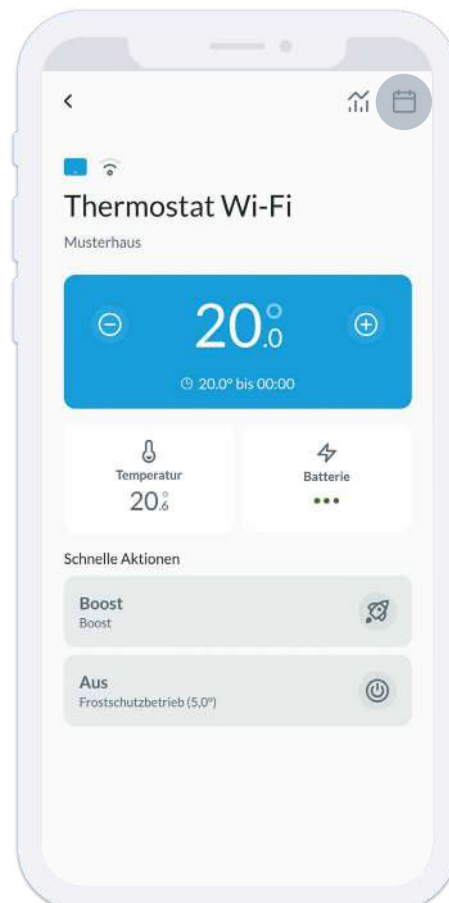 Thermostat Wi-Fi
Musterhaus
20.0°
20.0° bis 00:00
Temperatur
20.6°
Batterie
Schnelle Aktionen
Boost
Boost
Aus
Frostschutzbetrieb (5,0°)